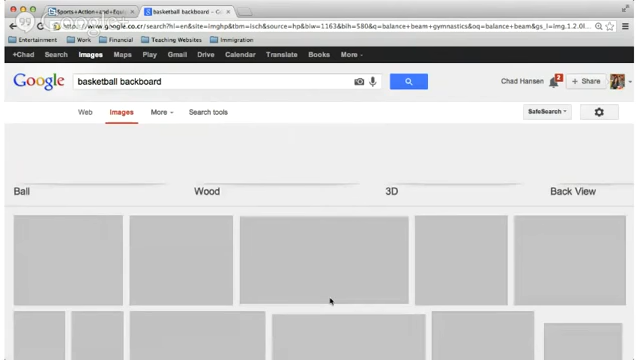 Google+
Sports+Action+and+Equi
basketball backboard - G
www.google.co.cr/search?hl=en&site=imghp&tbm=isch&source=hp&biw=1163&bih=580&q=balance+beam+gymnastics&oq=balance+beam&gs_l=img.1.2.0l
Entertainment Work Financial Teaching Websites Immigration
+Chad Search Images Maps Play Gmail Drive Calendar Translate Books More
Google basketball backboard Chad Hansen 2 + Share
Web Images More Search tools SafeSearch
Ball Wood 3D Back View